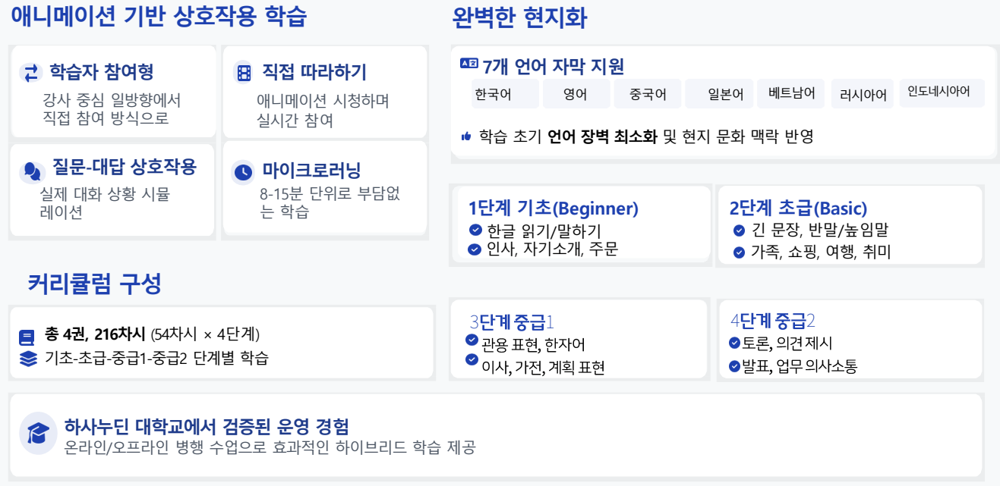 애니메이션 기반 상호작용 학습
학습자 참여형
강사 중심 일방향에서
직접 참여 방식으로
직접 따라하기
애니메이션 시청하며
실시간 참여
질문-대답 상호작용
실제 대화 상황 시뮬
레이션
마이크로러닝
8-15분 단위로 부담없
는 학습
커리큘럼 구성
총 4권, 216차시 (54차시 × 4단계)
기초-초급-중급1-중급2 단계별 학습
완벽한 현지화
7개 언어 자막 지원
한국어 영어 중국어 일본어 베트남어 러시아어 인도네시아어
학습 초기 언어 장벽 최소화 및 현지 문화 맥락 반영
1단계 기초(Beginner)
한글 읽기/말하기
인사, 자기소개, 주문
2단계 초급(Basic)
긴 문장, 반말/높임말
가족, 쇼핑, 여행, 취미
3단계 중급1
관용 표현, 한자어
이사, 가전, 계획 표현
4단계 중급2
토론, 의견 제시
발표, 업무 의사소통
하사누딘 대학교에서 검증된 운영 경험
온라인/오프라인 병행 수업으로 효과적인 하이브리드 학습 제공